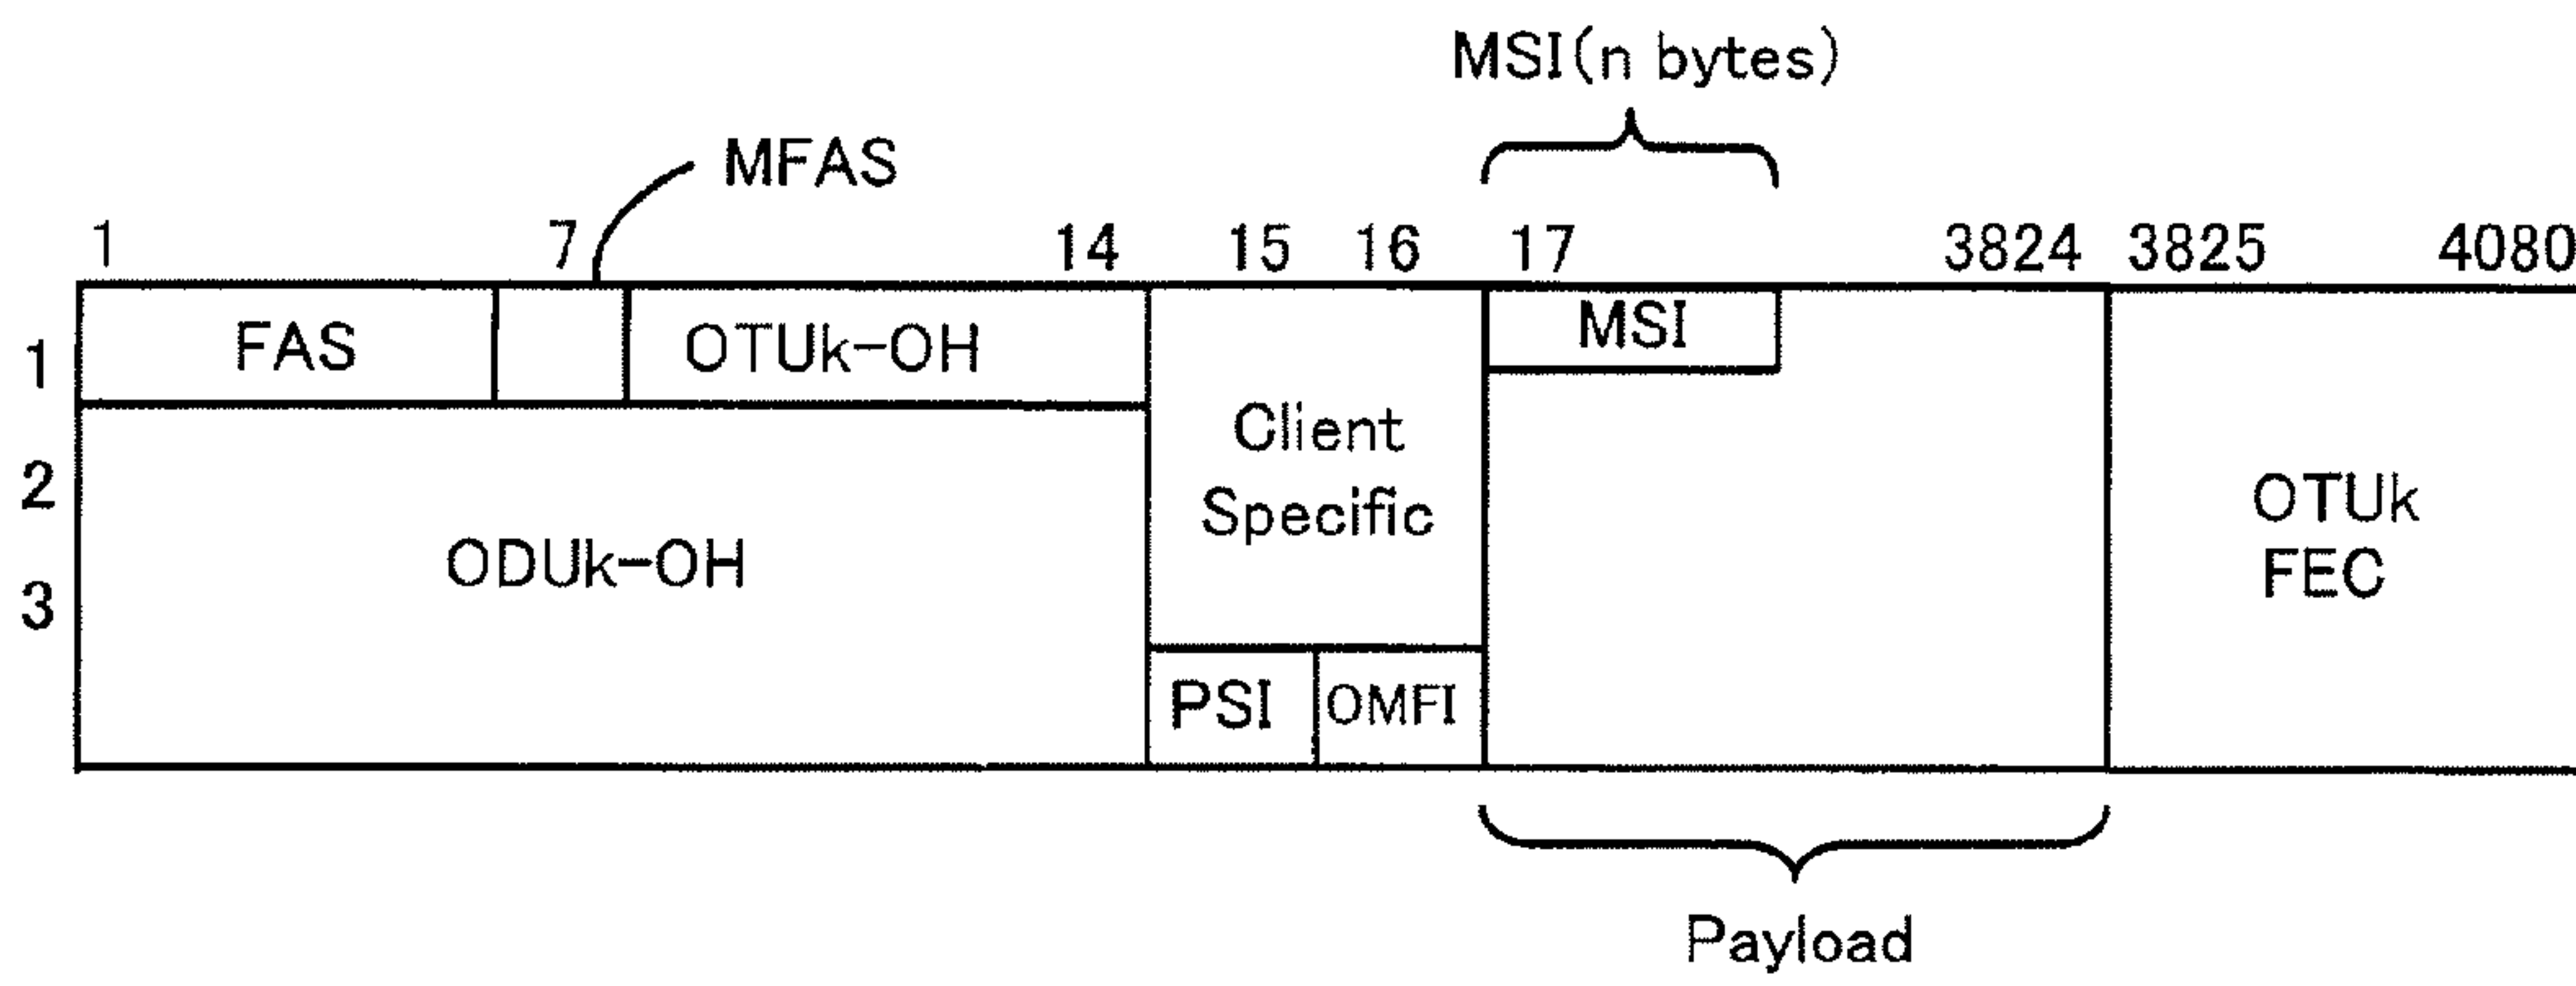 MSI(n bytes)
MFAS
1 7 14 15 16 17 3824 3825 4080
1 FAS OTUk-OH MSI
Client
Specific
2
3
ODUk-OH
OTUk
FEC
PSI OMFI
Payload